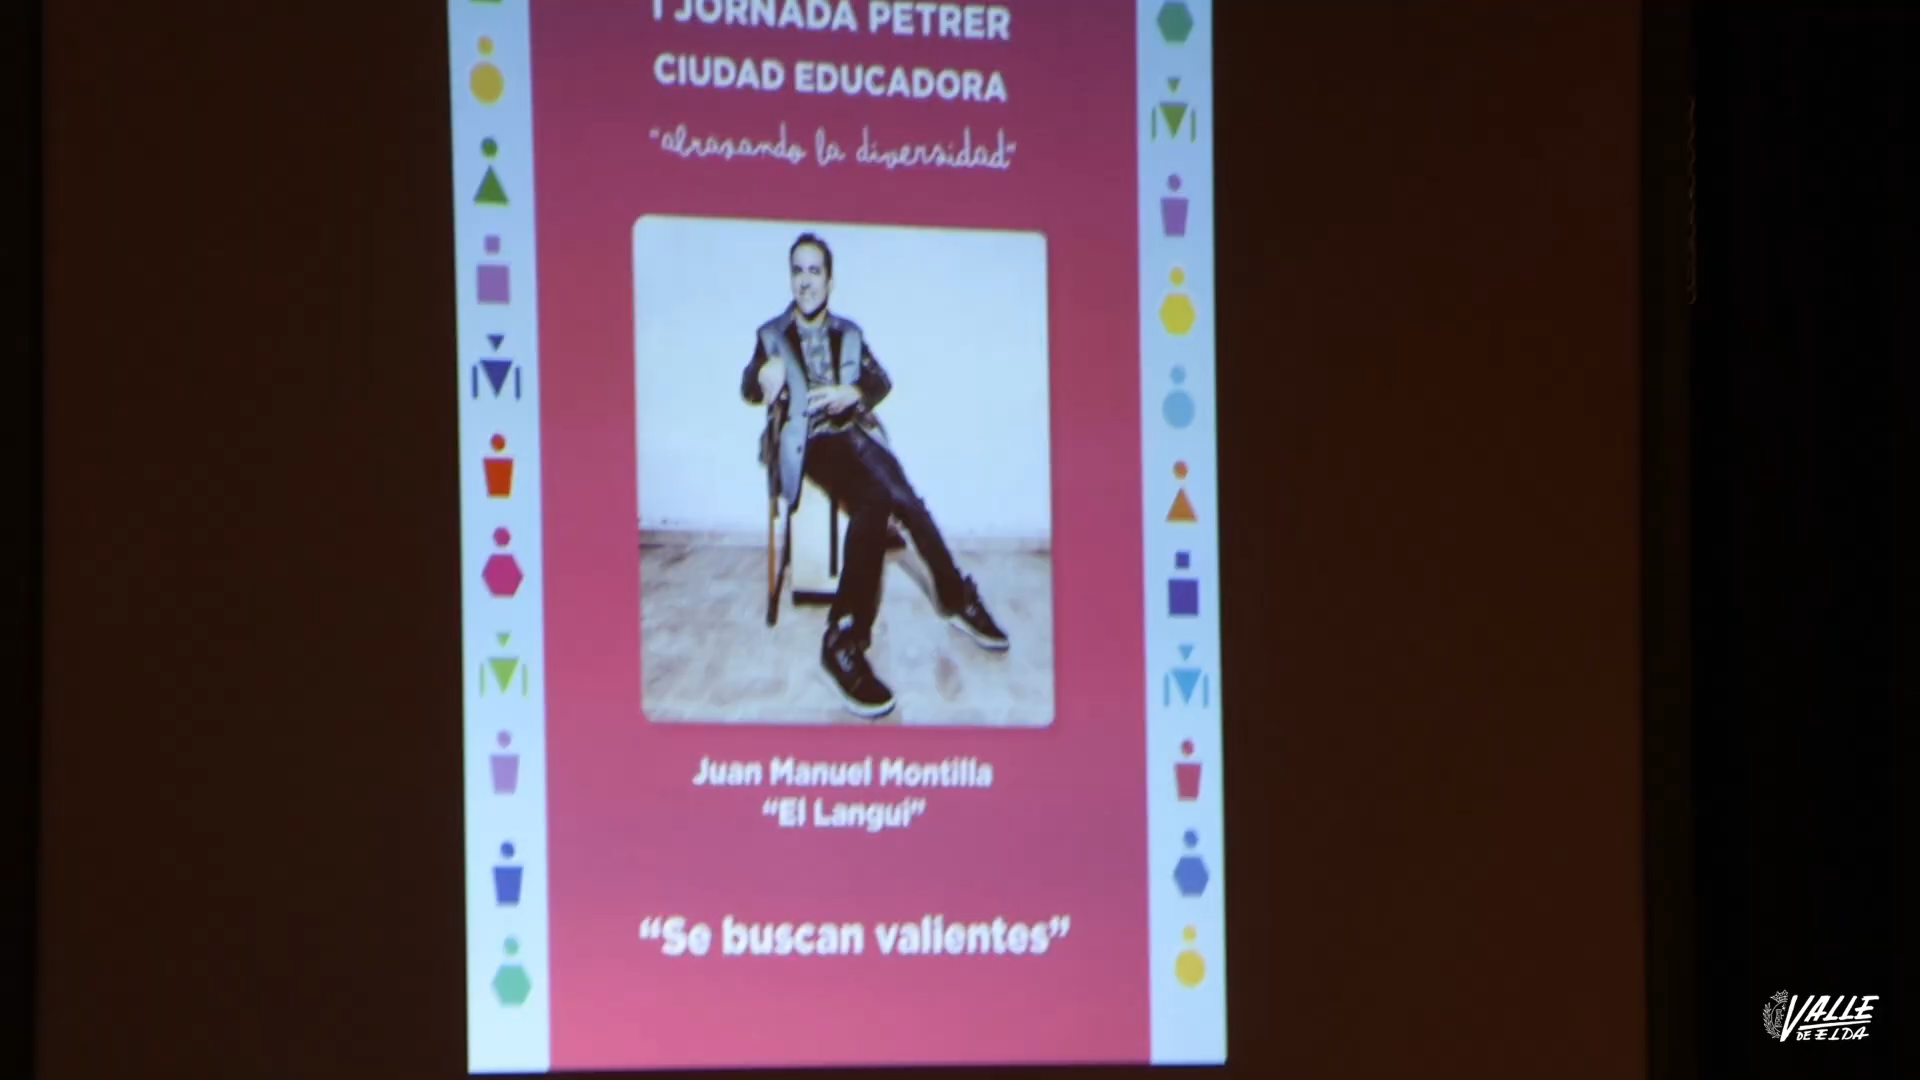 I JORNADA PETRER
CIUDAD EDUCADORA
"abrazando la diversidad"
Juan Manuel Montilla
“El Langui”
“Se buscan valientes”
VALLE
DE ELDA